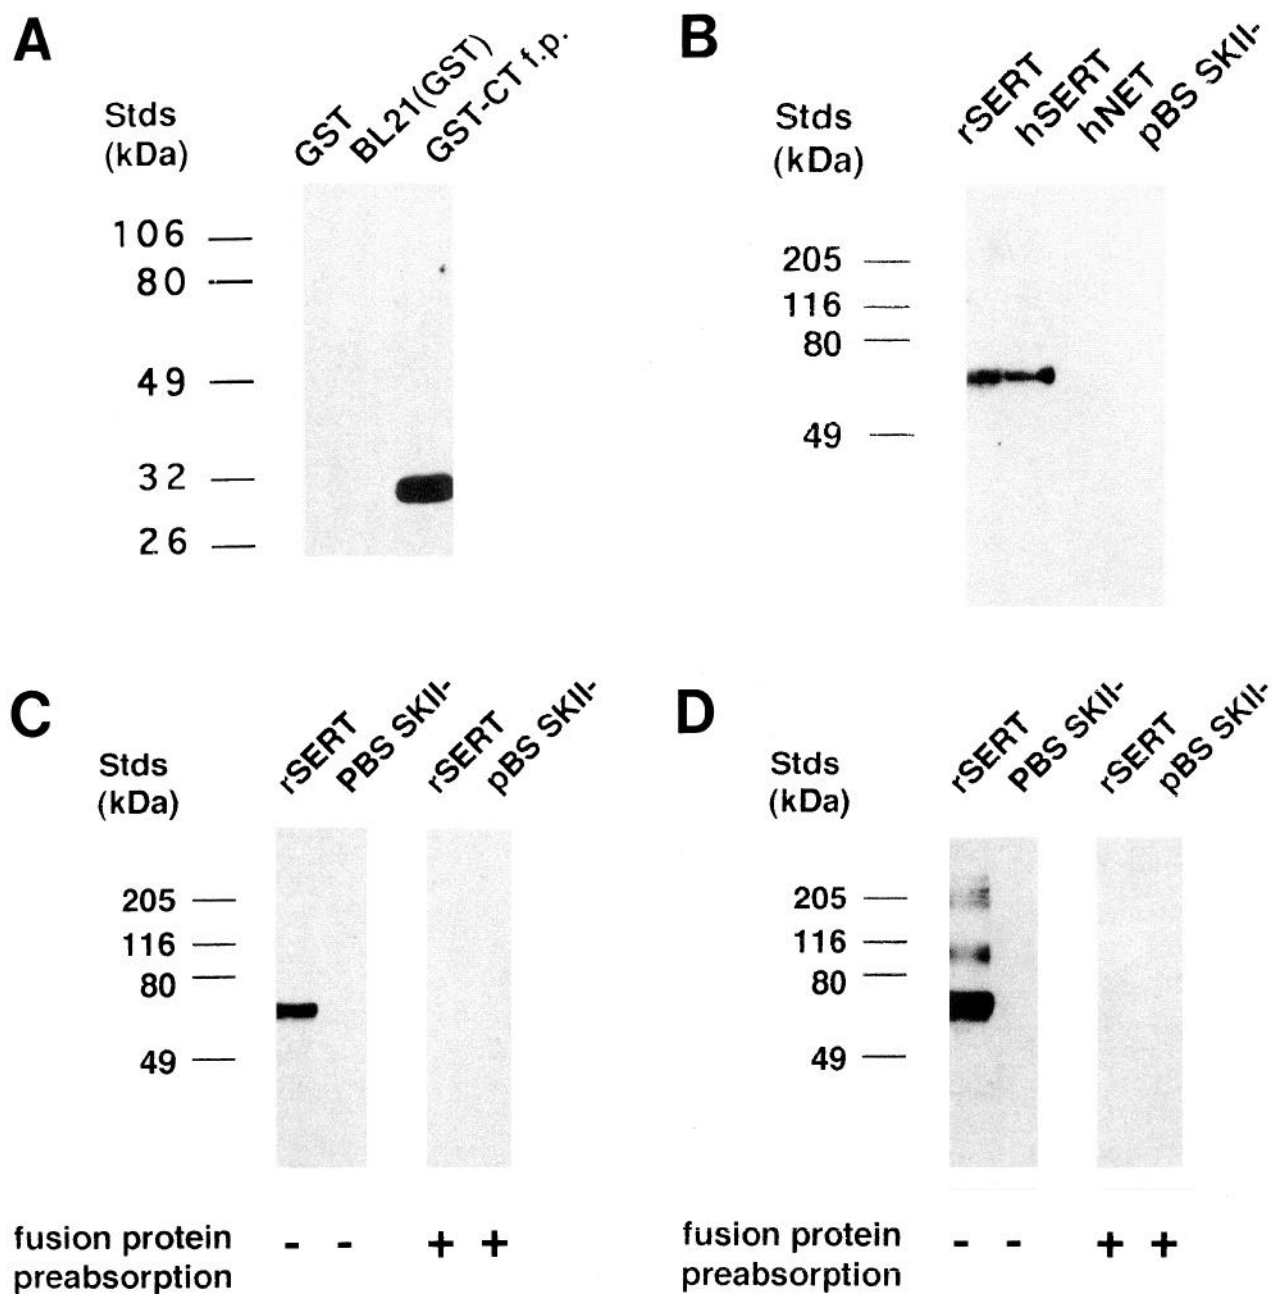 A
Stds
(kDa)
GST
BL21(GST)
GST-CT f.p.
106
80
49
32
26
B
Stds
(kDa)
rSERT
hSERT
hNET
pBS SKII-
205
116
80
49
C
Stds
(kDa)
rSERT
PBS SKII-
rSERT
pBS SKII-
205
116
80
49
fusion protein - - + +
preabsorption
D
Stds
(kDa)
rSERT
PBS SKII-
rSERT
pBS SKII-
205
116
80
49
fusion protein - - + +
preabsorption